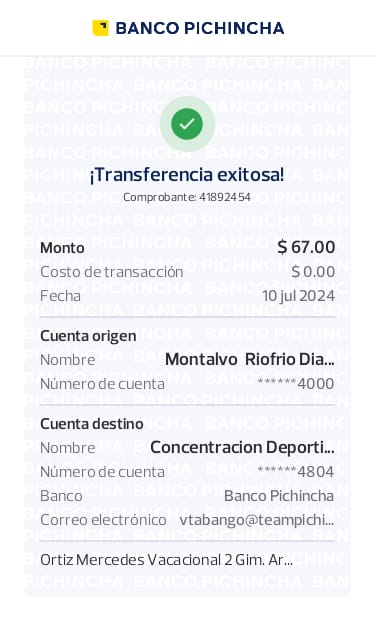 BANCO PICHINCHA
¡Transferencia exitosa!
Comprobante: 41892454
Monto $ 67.00
Costo de transacción $ 0.00
Fecha 10 jul 2024
Cuenta origen
Nombre Montalvo Riofrio Dia...
Número de cuenta ******4000
Cuenta destino
Nombre Concentracion Deporti...
Número de cuenta ******4804
Banco Banco Pichincha
Correo electrónico vtabango@teampichi...
Ortiz Mercedes Vacacional 2 Gim. Ar...